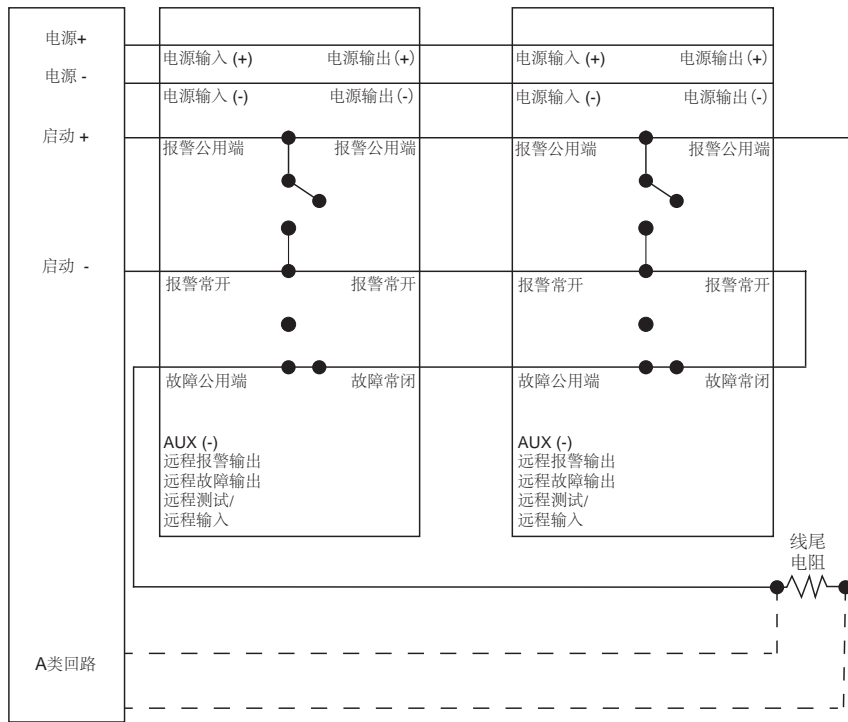 电源+
电源 -
启动 +
启动 -
A类回路
电源输入 (+) 电源输出(+)
电源输入 (-) 电源输出(-)
报警公用端 报警公用端
报警常开 报警常开
故障公用端 故障常闭
AUX (-)
远程报警输出
远程故障输出
远程测试/
远程输入
电源输入 (+) 电源输出(+)
电源输入 (-) 电源输出(-)
报警公用端 报警公用端
报警常开 报警常开
故障公用端 故障常闭
AUX (-)
远程报警输出
远程故障输出
远程测试/
远程输入
线尾
电阻